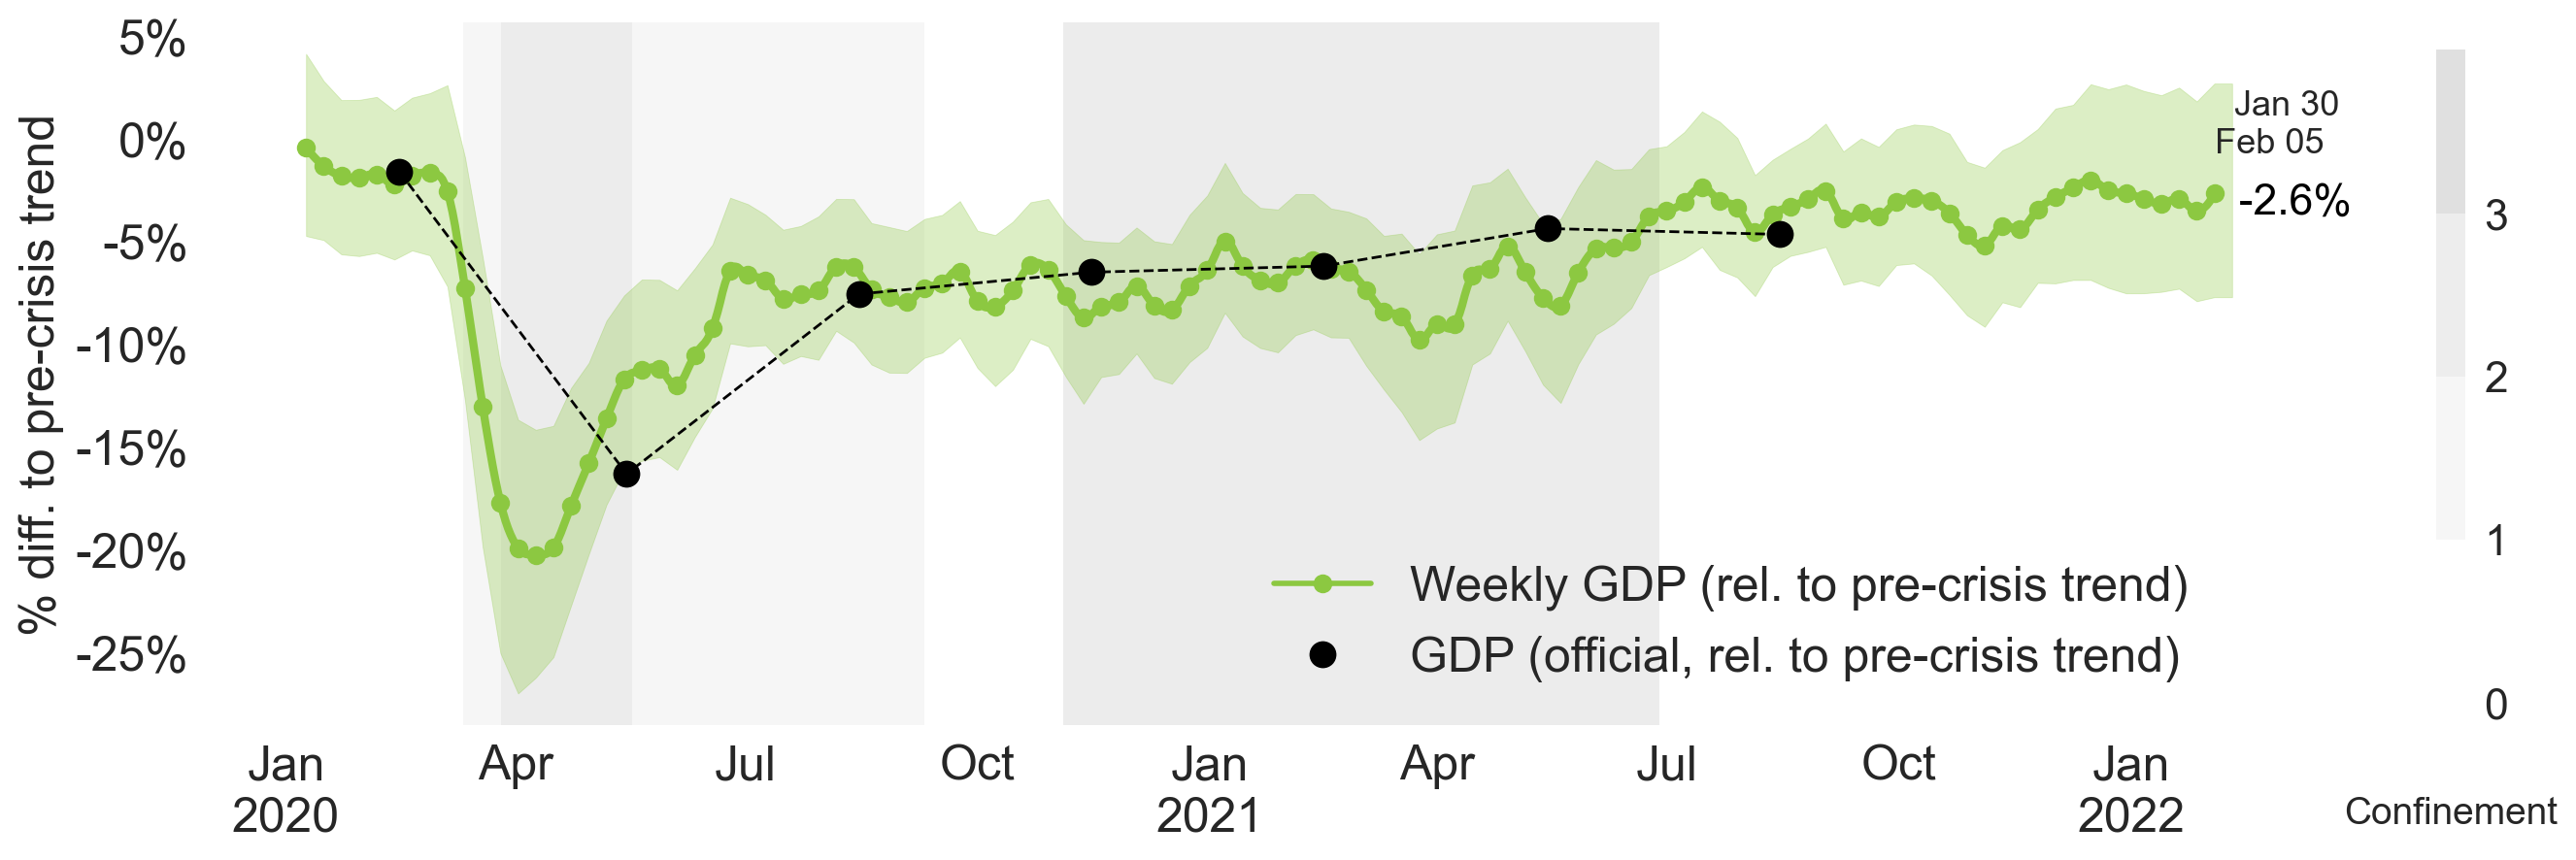 % diff. to pre-crisis trend
5%
0%
-5%
-10%
-15%
-20%
-25%
Jan 30
Feb 05
-2.6%
Weekly GDP (rel. to pre-crisis trend)
GDP (official, rel. to pre-crisis trend)
Jan Apr Jul Oct Jan Apr Jul Oct Jan
2020 2021 2022
3
2
1
0
Confinement